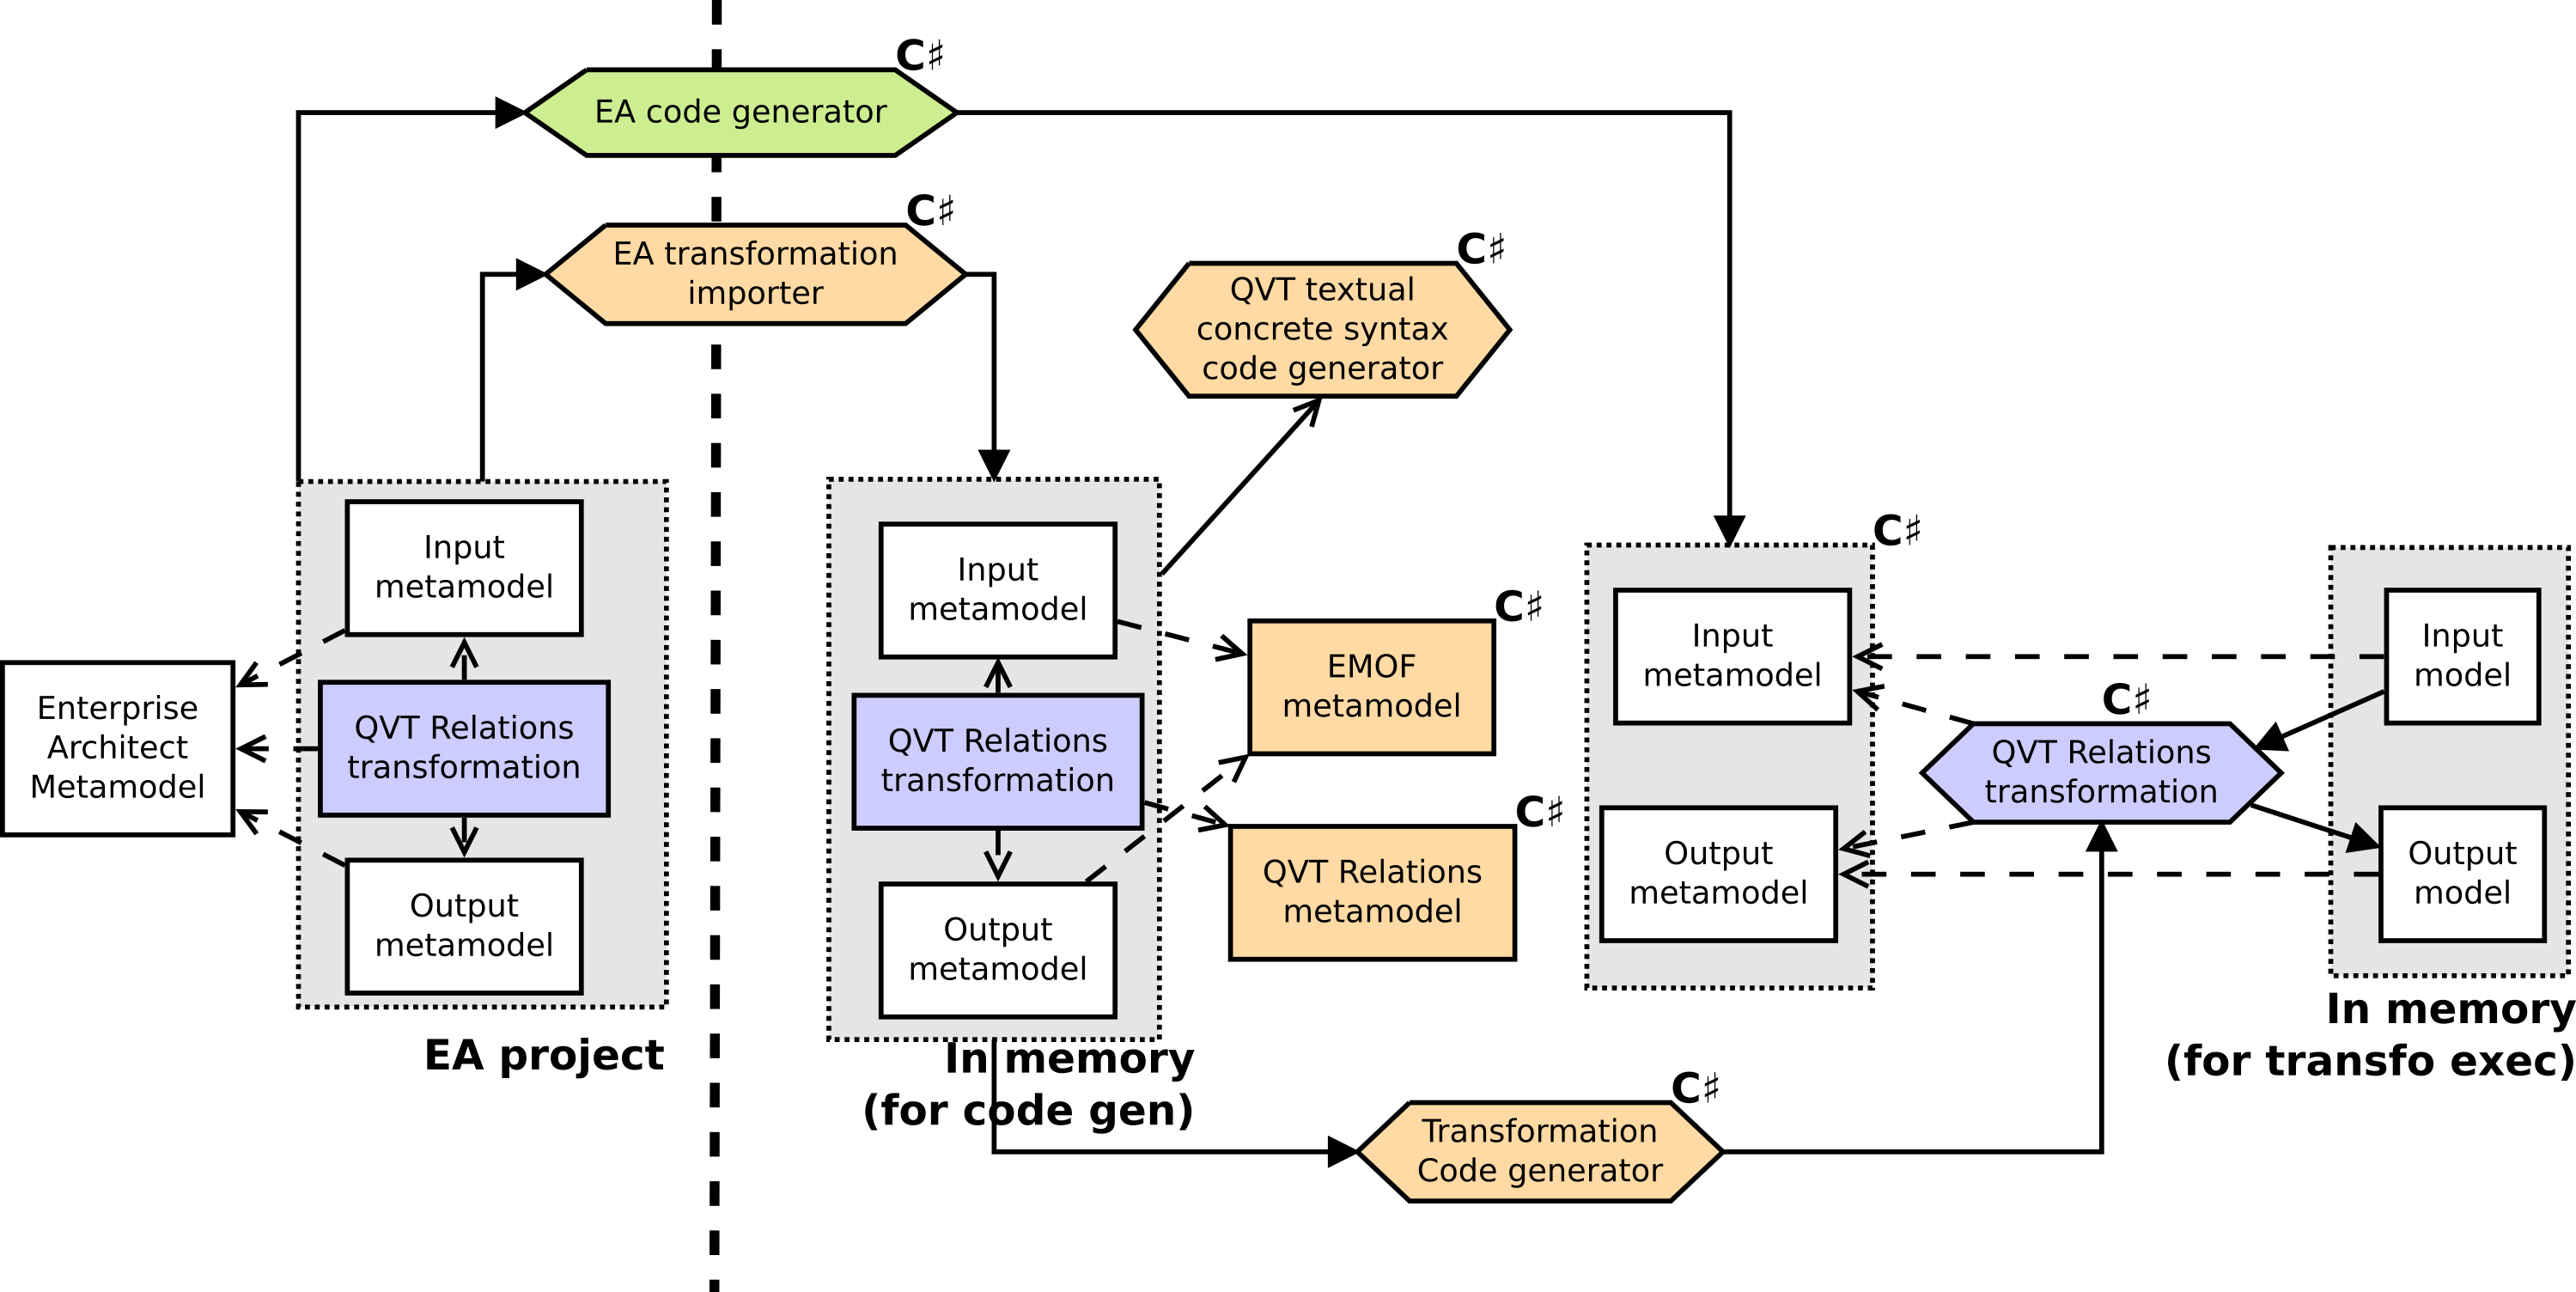 C♯
EA code generator
C♯
EA transformation
importer
C♯
QVT textual
concrete syntax
code generator
Input
metamodel
QVT Relations
transformation
Output
metamodel
Enterprise
Architect
Metamodel
EA project
Input
metamodel
QVT Relations
transformation
Output
metamodel
In memory
(for code gen)
C♯
EMOF
metamodel
C♯
QVT Relations
metamodel
C♯
Input
metamodel
Output
metamodel
C♯
QVT Relations
transformation
Input
model
Output
model
In memory
(for transfo exec)
C♯
Transformation
Code generator